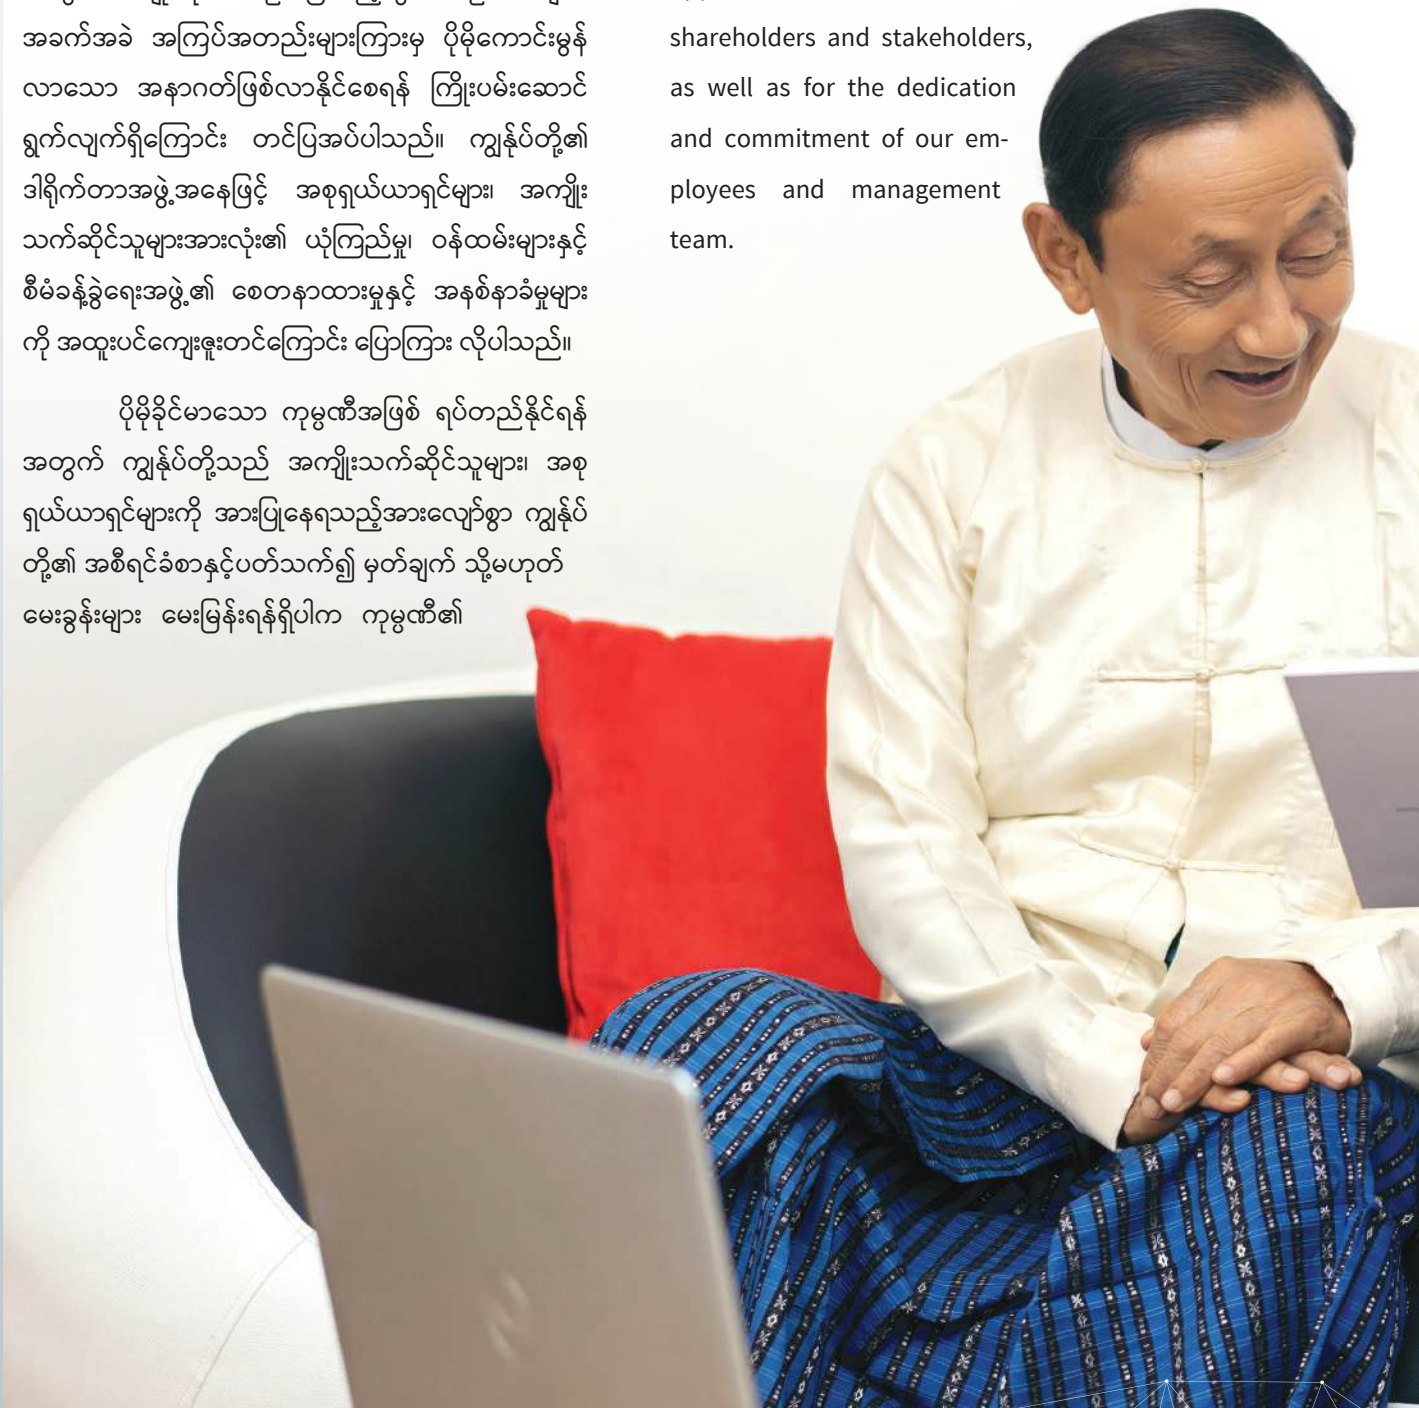 အခက်အခဲ အကြပ်အတည်းများကြားမှ ပိုမိုကောင်းမွန်
လာသော အနာဂတ်ဖြစ်လာနိုင်စေရန် ကြိုးပမ်းဆောင်
ရွက်လျက်ရှိကြောင်း တင်ပြအပ်ပါသည်။ ကျွန်ုပ်တို့၏
ဒါရိုက်တာအဖွဲ့အနေဖြင့် အစုရှယ်ယာရှင်များ၊ အကျိုး
သက်ဆိုင်သူများအားလုံး၏ ယုံကြည်မှု၊ ဝန်ထမ်းများနှင့်
စီမံခန့်ခွဲရေးအဖွဲ့၏ စေတနာထားမှုနှင့် အနစ်နာခံမှုများ
ကို အထူးပင်ကျေးဇူးတင်ကြောင်း ပြောကြား လိုပါသည်။
ပိုမိုခိုင်မာသော ကုမ္ပဏီအဖြစ် ရပ်တည်နိုင်ရန်
အတွက် ကျွန်ုပ်တို့သည် အကျိုးသက်ဆိုင်သူများ၊ အစု
ရှယ်ယာရှင်များကို အားပြုနေရသည့်အားလျော်စွာ ကျွန်ုပ်
တို့၏ အစီရင်ခံစာနှင့်ပတ်သက်၍ မှတ်ချက် သို့မဟုတ်
မေးခွန်းများ မေးမြန်းရန်ရှိပါက ကုမ္ပဏီ၏
shareholders and stakeholders,
as well as for the dedication
and commitment of our em-
ployees and management
team.